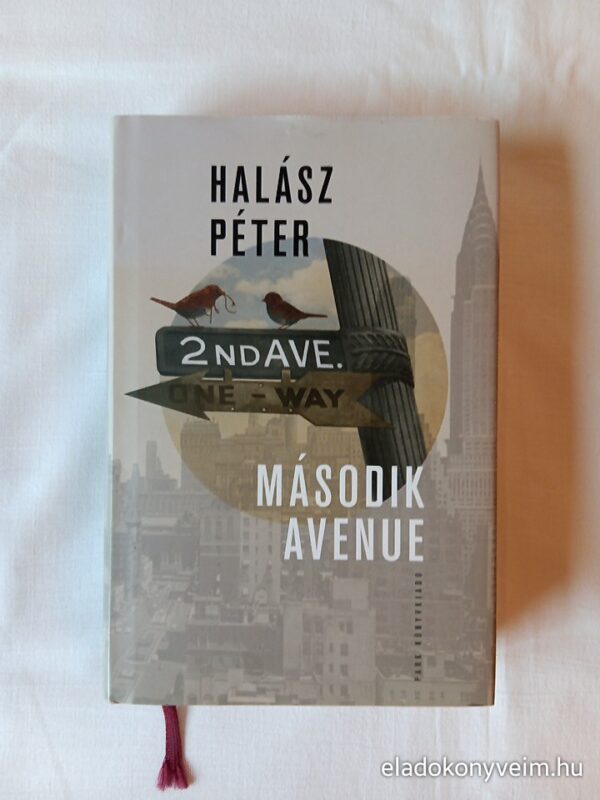 HALÁSZ
PÉTER
2ND AVE.
ONE - WAY
MÁSODIK
AVENUE
PARK KÖNYVKIADÓ
eladokonyveim.hu